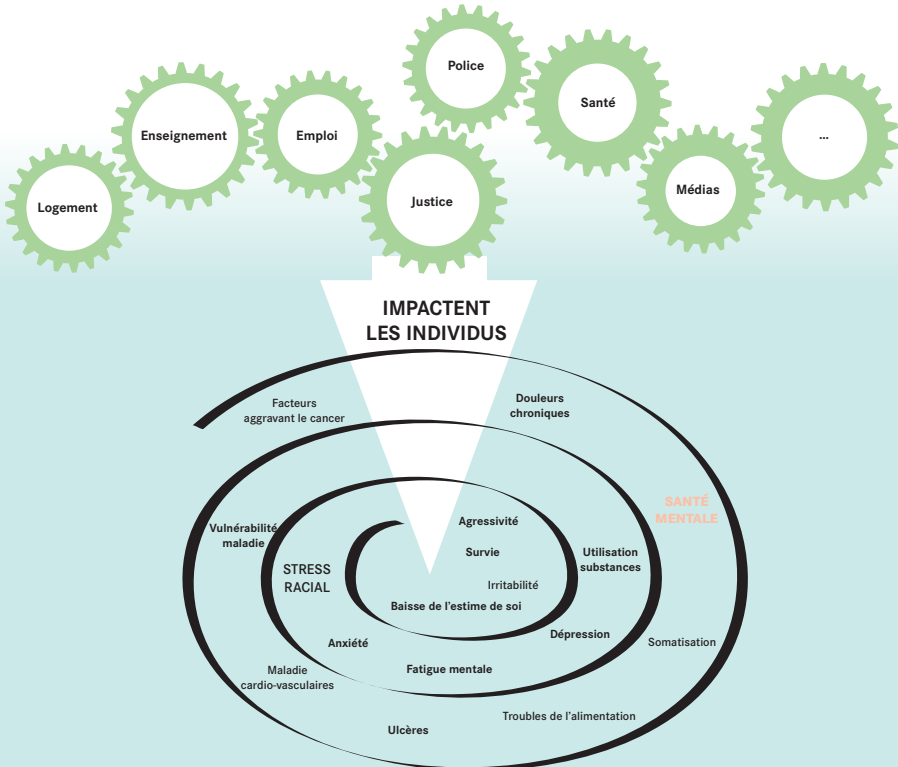 Police
Santé
Enseignement
Emploi
...
Logement
Justice
Médias
IMPACTENT
LES INDIVIDUS
Facteurs
aggravant le cancer
Douleurs
chroniques
SANTÉ
MENTALE
Vulnérabilité
maladie
Agressivité
Survie
Utilisation
substances
STRESS
RACIAL
Irritabilité
Baisse de l'estime de soi
Anxiété
Dépression
Somatisation
Fatigue mentale
Maladie
cardio-vasculaires
Ulcères
Troubles de l'alimentation